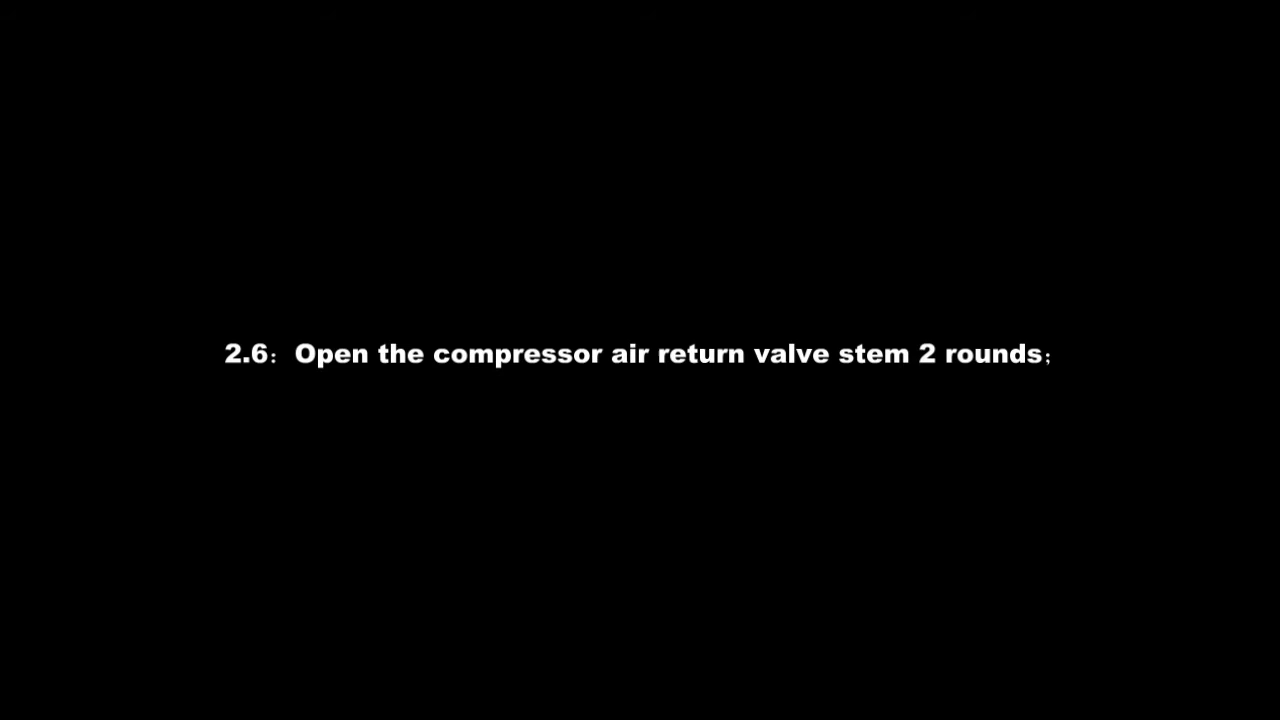 2.6：Open the compressor air return valve stem 2 rounds；